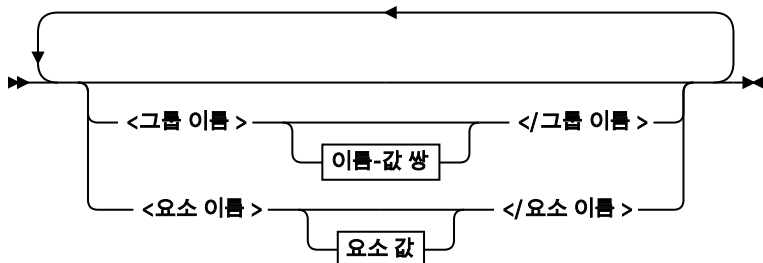 <그룹 이름 > </그룹 이름 >
이름-값 쌍
<요소 이름 > </요소 이름 >
요소 값